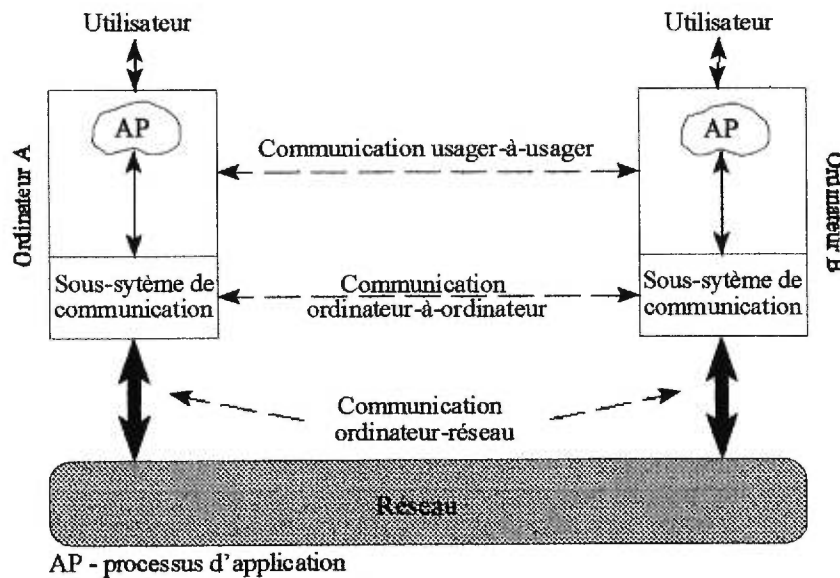 Utilisateur
Utilisateur
AP
AP
Ordinateur A
Communication usager-à-usager
Ordinateur B
Sous-sytème de
communication
Communication
ordinateur-à-ordinateur
Sous-sytème de
communication
Communication
ordinateur-réseau
Réseau
AP - processus d'application